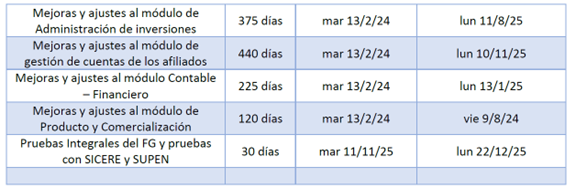 Mejoras y ajustes al módulo de
Administración de inversiones
375 días
mar 13/2/24
lun 11/8/25
Mejoras y ajustes al módulo de
gestión de cuentas de los afiliados
440 días
mar 13/2/24
lun 10/11/25
Mejoras y ajustes al módulo Contable
– Financiero
225 días
mar 13/2/24
lun 13/1/25
Mejoras y ajustes al módulo de
Producto y Comercialización
120 días
mar 13/2/24
vie 9/8/24
Pruebas Integrales del FG y pruebas
con SICERE y SUPEN
30 días
mar 11/11/25
lun 22/12/25